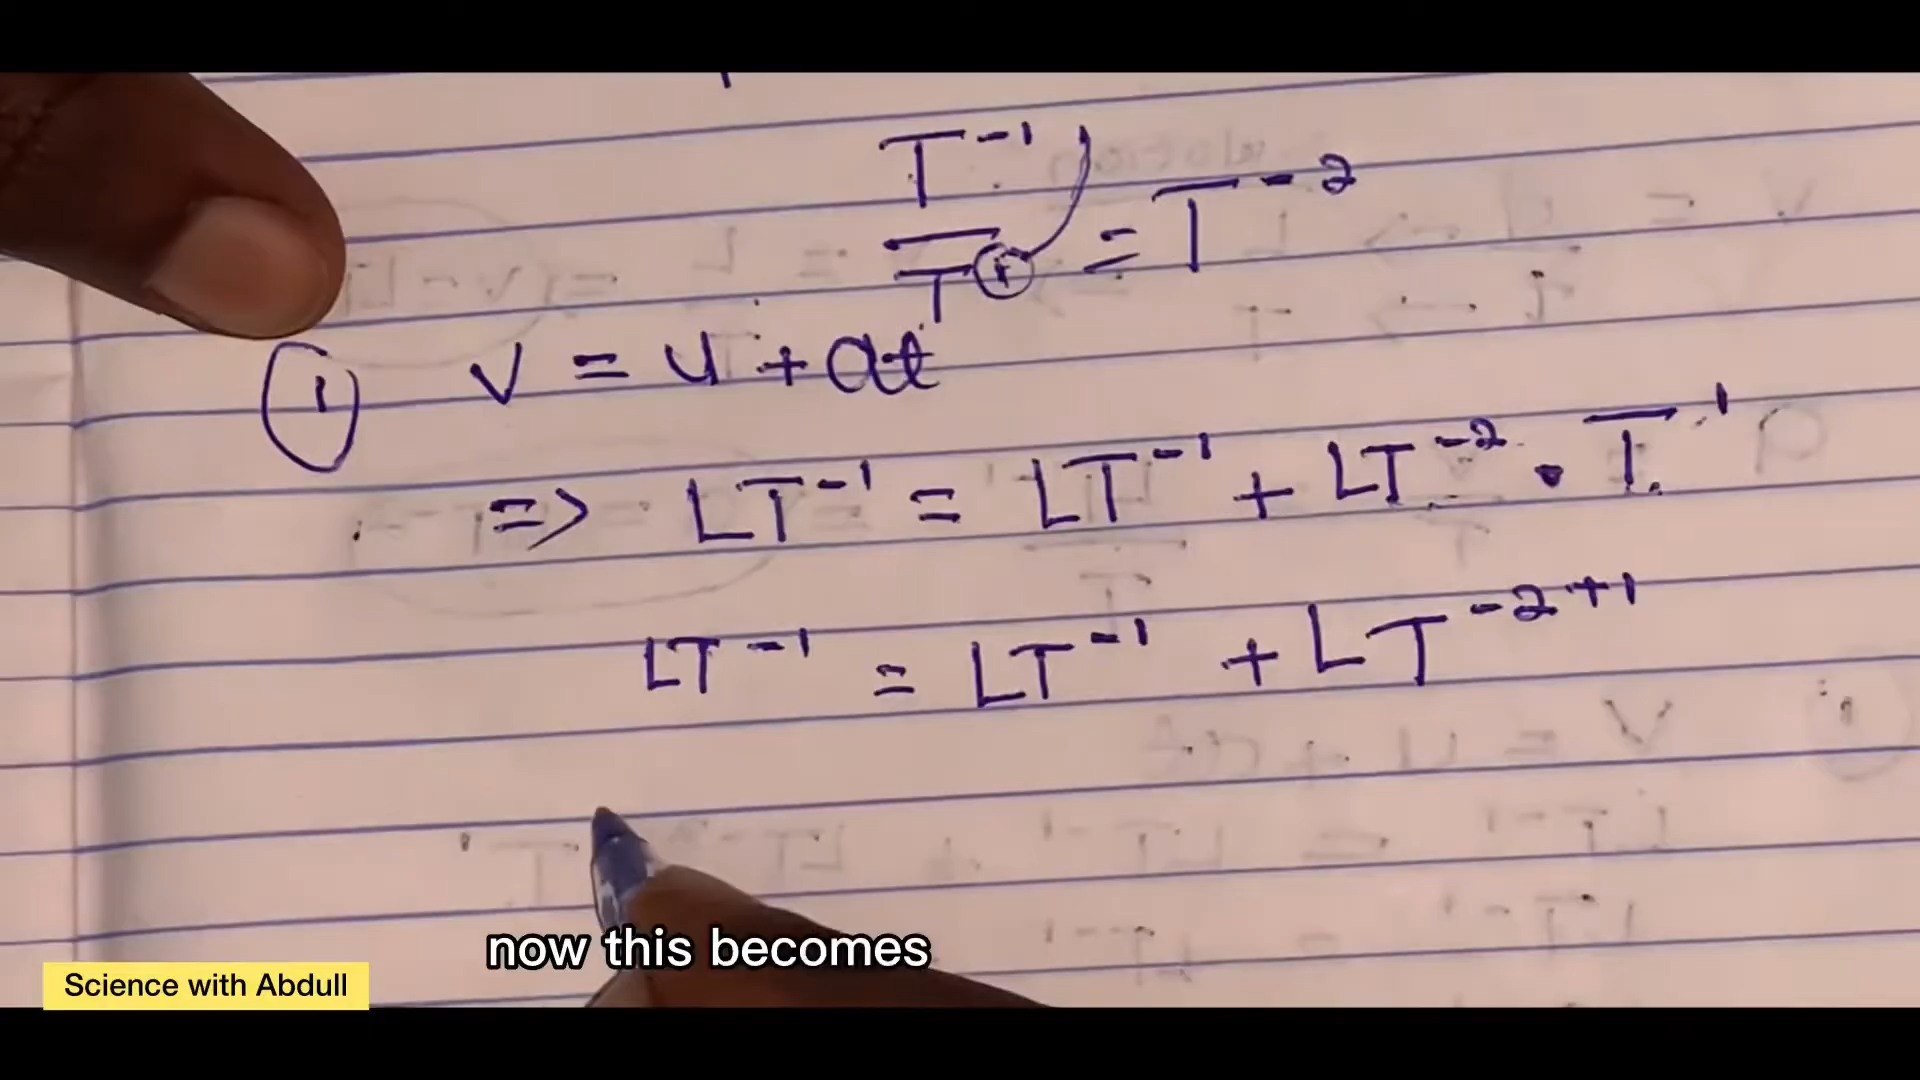 T⁻¹
T¹ = T⁻²
① v = u + at
=> LT⁻¹ = LT⁻¹ + LT⁻² · T¹
LT⁻¹ = LT⁻¹ + LT⁻²⁺¹
now this becomes
Science with Abdull